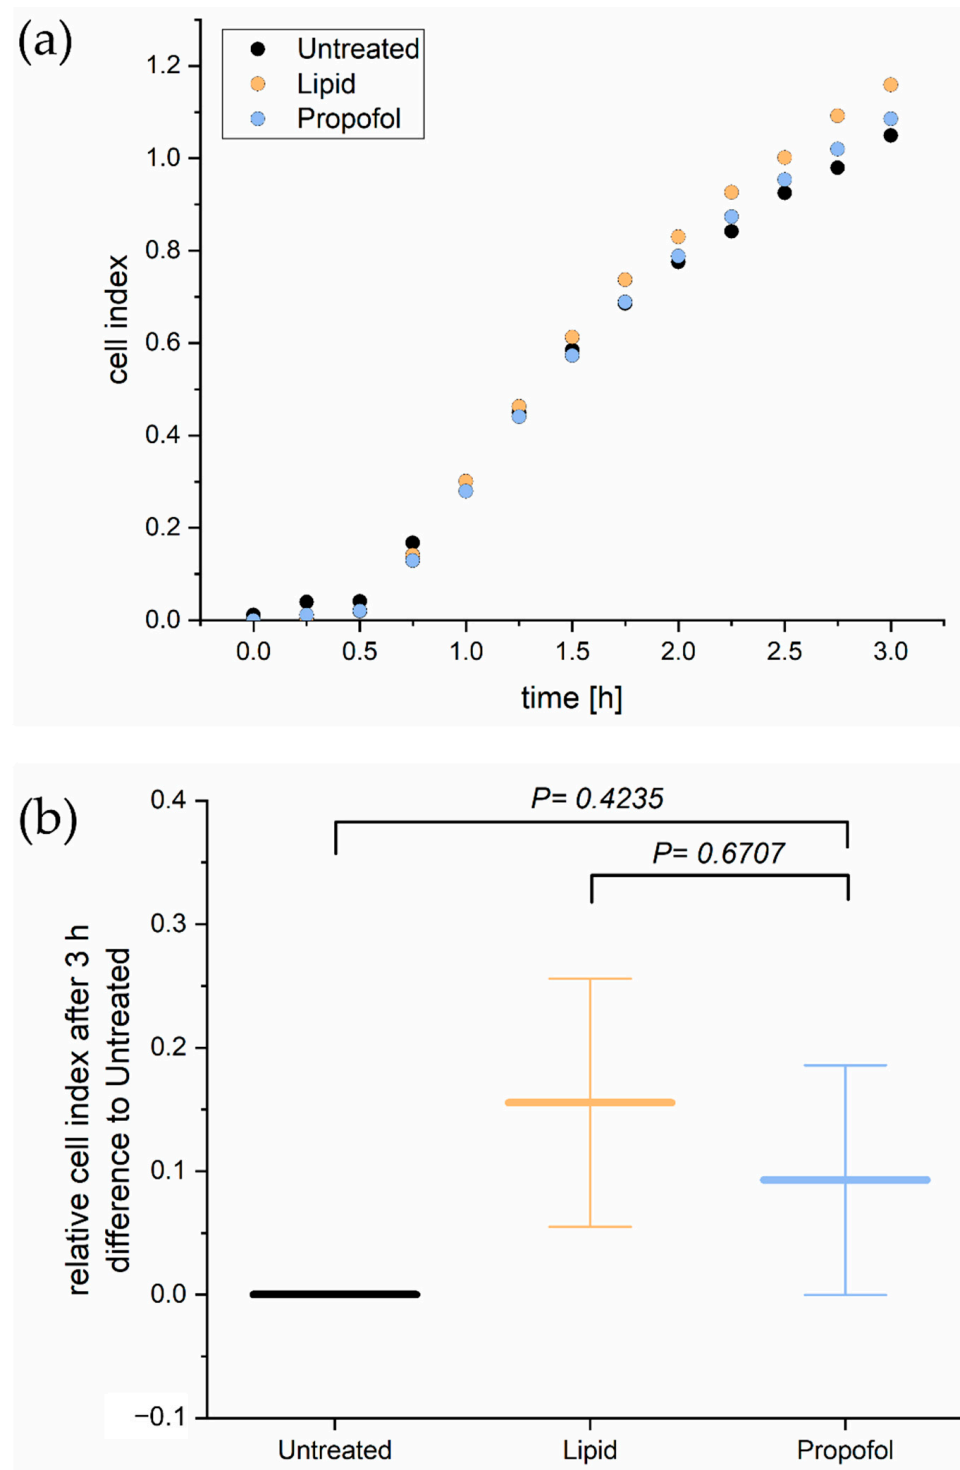 (a)
Untreated
Lipid
Propofol
1.2
1.0
0.8
0.6
0.4
0.2
0.0
cell index
0.0 0.5 1.0 1.5 2.0 2.5 3.0
time [h]
(b)
P= 0.4235
P= 0.6707
0.4
0.3
0.2
0.1
0.0
−0.1
relative cell index after 3 h
difference to Untreated
Untreated Lipid Propofol